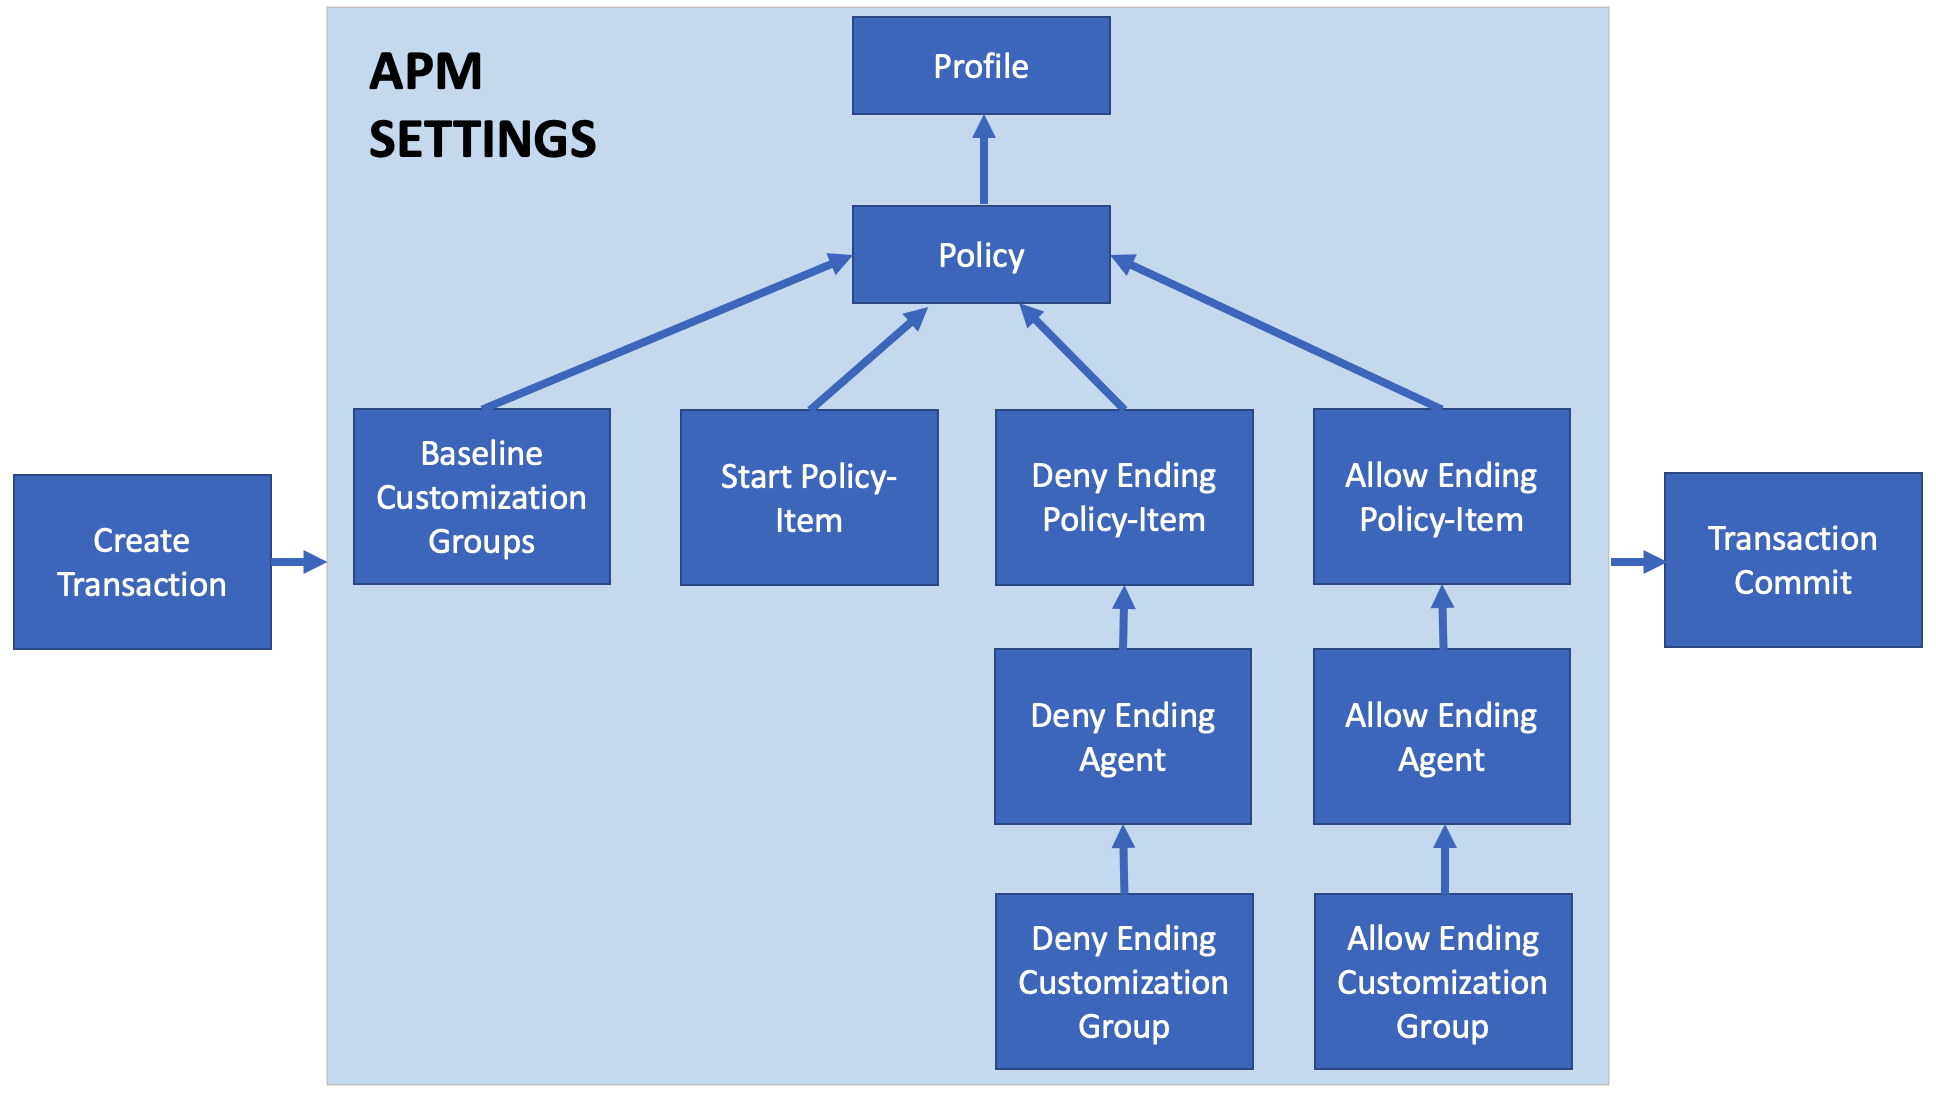 APM
SETTINGS
Profile
Policy
Baseline
Customization
Groups
Start Policy-
Item
Deny Ending
Policy-Item
Allow Ending
Policy-Item
Create
Transaction
Transaction
Commit
Deny Ending
Agent
Allow Ending
Agent
Deny Ending
Customization
Group
Allow Ending
Customization
Group